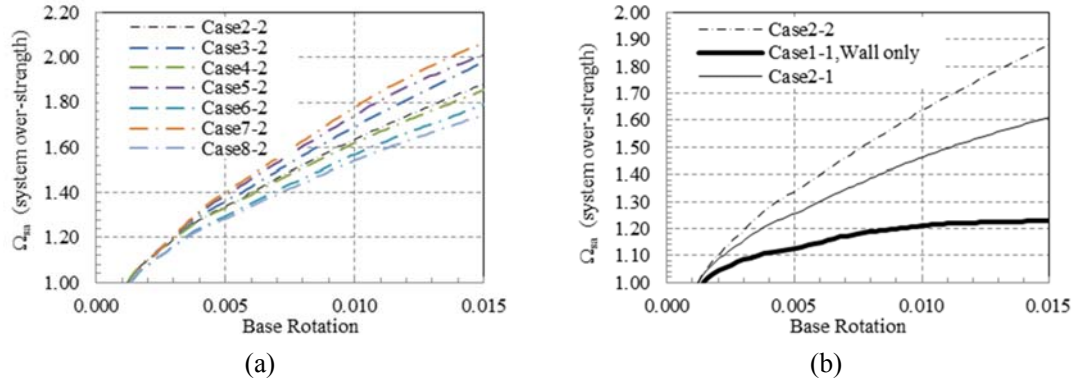 2.20
2.00
1.80
1.60
1.40
1.20
1.00
Ωsa (system over-strength)
Case2-2
Case3-2
Case4-2
Case5-2
Case6-2
Case7-2
Case8-2
0.000 0.005 0.010 0.015
Base Rotation
(a)
2.00
1.90
1.80
1.70
1.60
1.50
1.40
1.30
1.20
1.10
1.00
Ωsa (system over-strength)
Case2-2
Case1-1,Wall only
Case2-1
0.000 0.005 0.010 0.015
Base Rotation
(b)